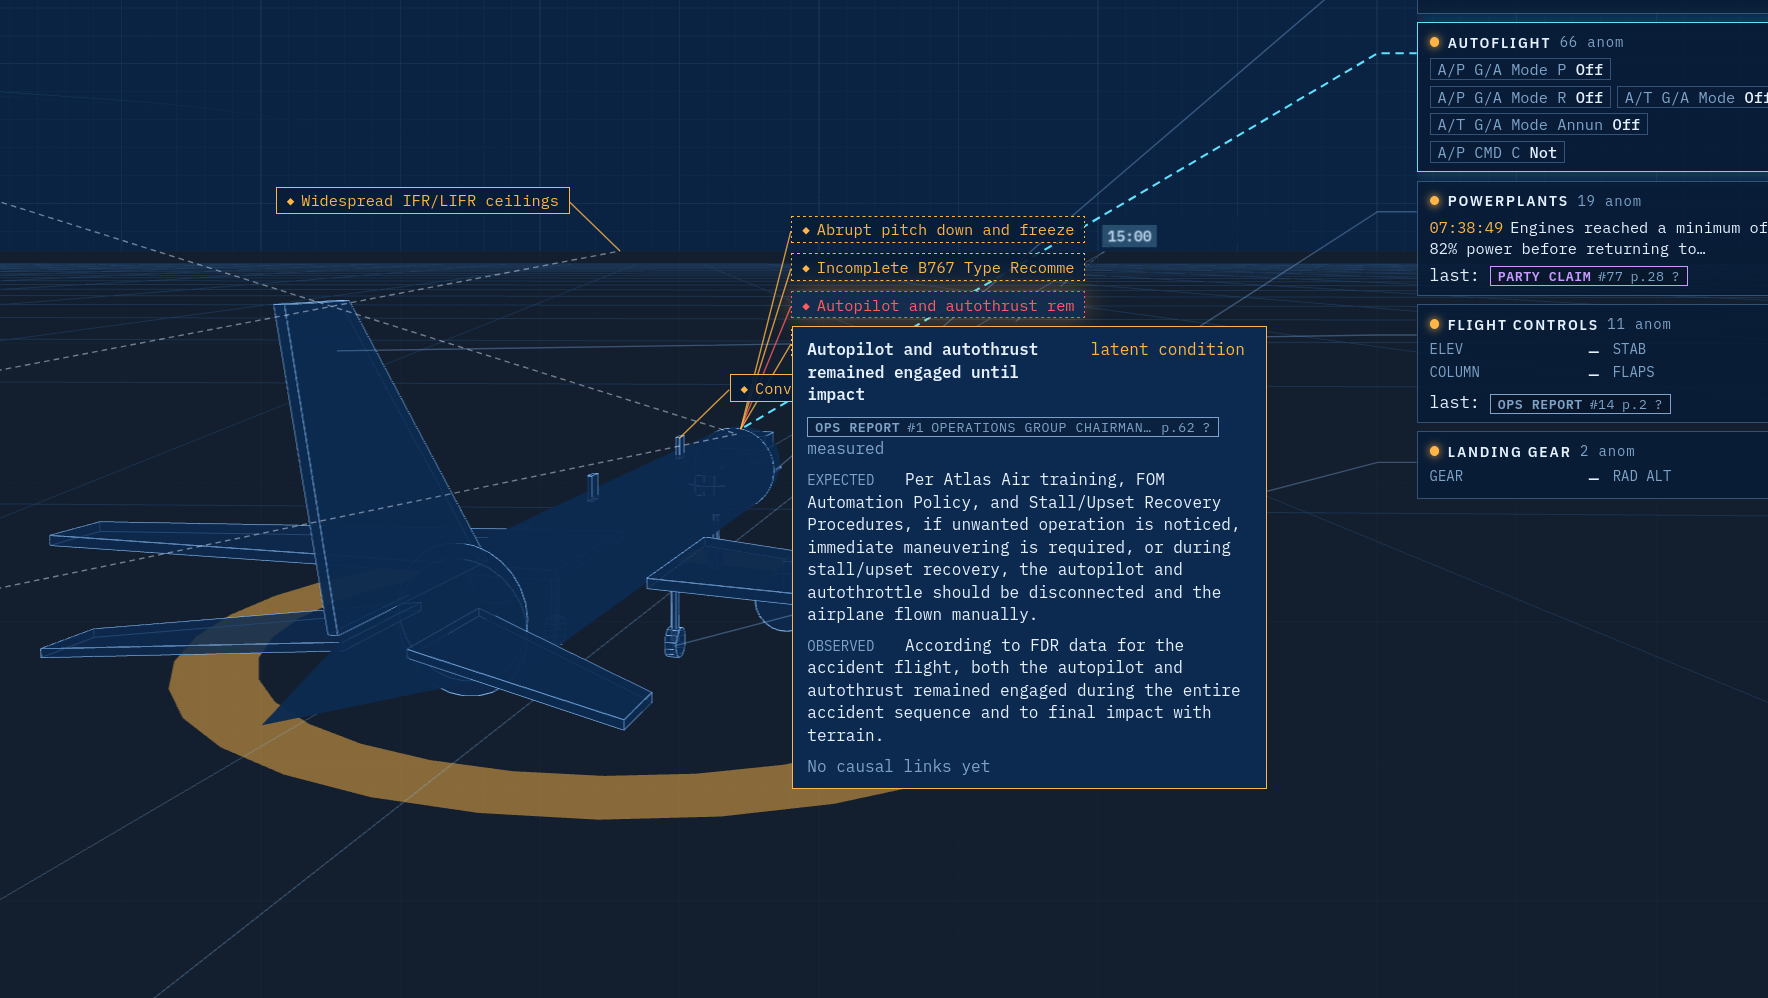 AUTOFLIGHT 66 anom
A/P G/A Mode P Off
A/P G/A Mode R Off A/T G/A Mode Off
A/T G/A Mode Annun Off
A/P CMD C Not
POWERPLANTS 19 anom
07:38:49 Engines reached a minimum of
82% power before returning to…
last: PARTY CLAIM #77 p.28 ?
FLIGHT CONTROLS 11 anom
ELEV — STAB
COLUMN — FLAPS
last: OPS REPORT #14 p.2 ?
LANDING GEAR 2 anom
GEAR — RAD ALT
◆ Widespread IFR/LIFR ceilings
◆ Abrupt pitch down and freeze
15:00
◆ Incomplete B767 Type Recomme
◆ Autopilot and autothrust rem
◆ Conv
Autopilot and autothrust latent condition
remained engaged until
impact
OPS REPORT #1 OPERATIONS GROUP CHAIRMAN… p.62 ?
measured
EXPECTED Per Atlas Air training, FOM
Automation Policy, and Stall/Upset Recovery
Procedures, if unwanted operation is noticed,
immediate maneuvering is required, or during
stall/upset recovery, the autopilot and
autothrottle should be disconnected and the
airplane flown manually.
OBSERVED According to FDR data for the
accident flight, both the autopilot and
autothrust remained engaged during the entire
accident sequence and to final impact with
terrain.
No causal links yet